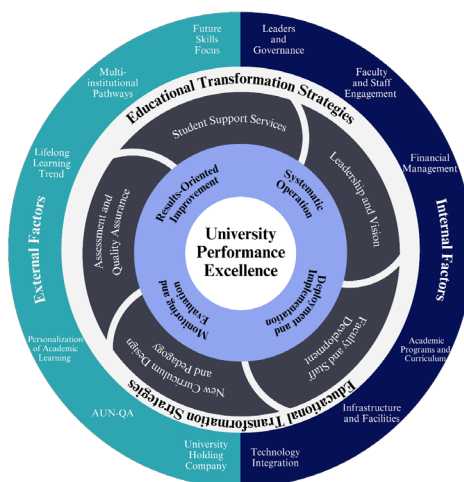 Future
Skills
Focus
Leaders
and
Governance
Multi-
institutional
Pathways
Faculty
and Staff
Engagement
Educational Transformation Strategies
Student Support Services
Lifelong
Learning
Trend
Financial
Management
Assessment and
Quality Assurance
Results-Oriented
Improvement
Systematic
Operation
Leadership and Vision
External Factors
University
Performance
Excellence
Internal Factors
Monitoring and
Evaluation
Deployment and
Implementation
Personalization
of Academic
Learning
New Curriculum Design
and Pedagogy
Faculty and Staff
Development
Academic
Programs and
Curriculum
Educational Transformation Strategies
AUN-QA
Infrastructure
and Facilities
University
Holding
Company
Technology
Integration